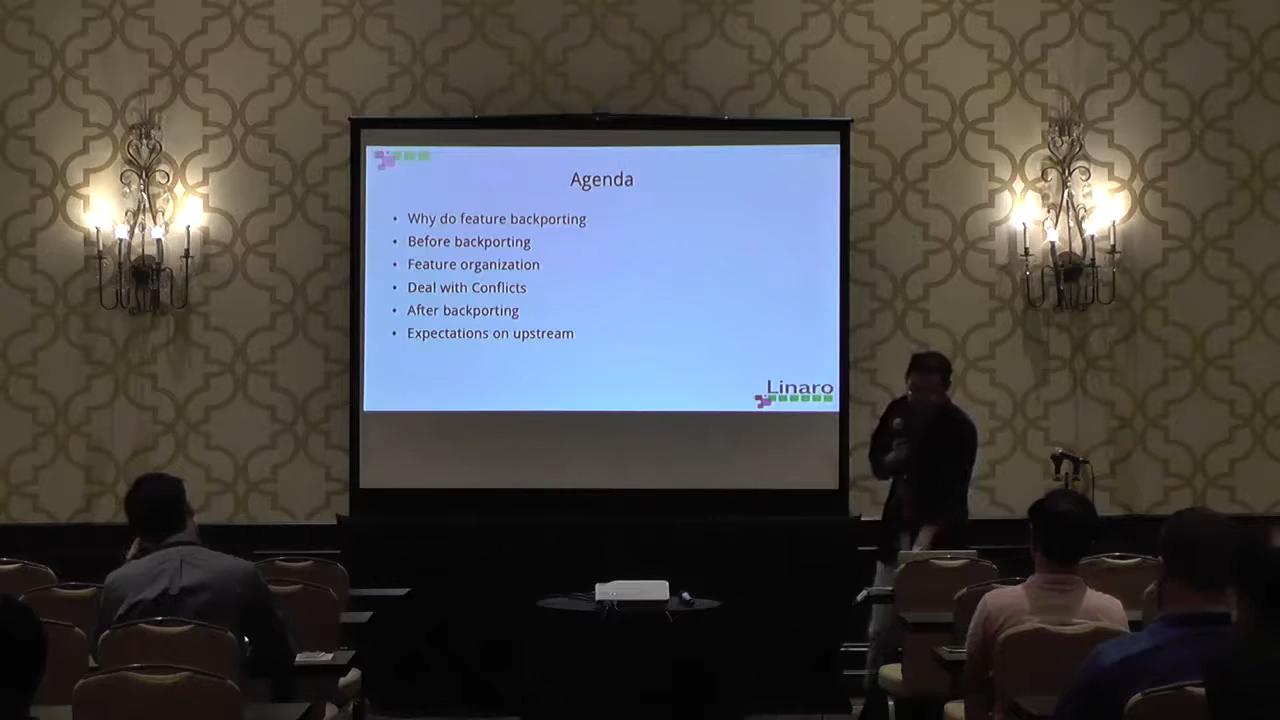 Agenda
• Why do feature backporting
• Before backporting
• Feature organization
• Deal with Conflicts
• After backporting
• Expectations on upstream
Linaro